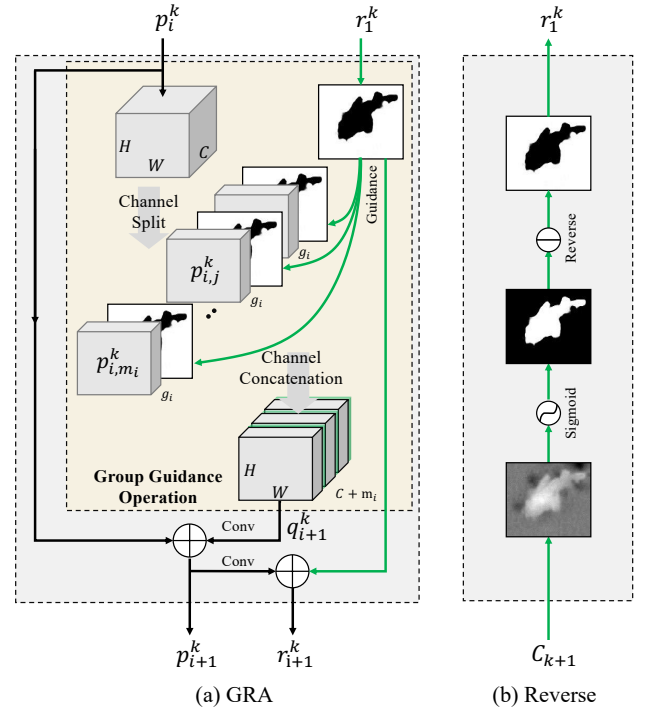 p_i^k
r_1^k
r_1^k
H
W
C
Channel
Split
Guidance
g_i
p_{i,j}^k
g_i
p_{i,m_i}^k
g_i
Channel
Concatenation
H
W
C + m_i
Group Guidance
Operation
Conv
q_{i+1}^k
Conv
p_{i+1}^k
r_{i+1}^k
(a) GRA
Reverse
Sigmoid
C_{k+1}
(b) Reverse